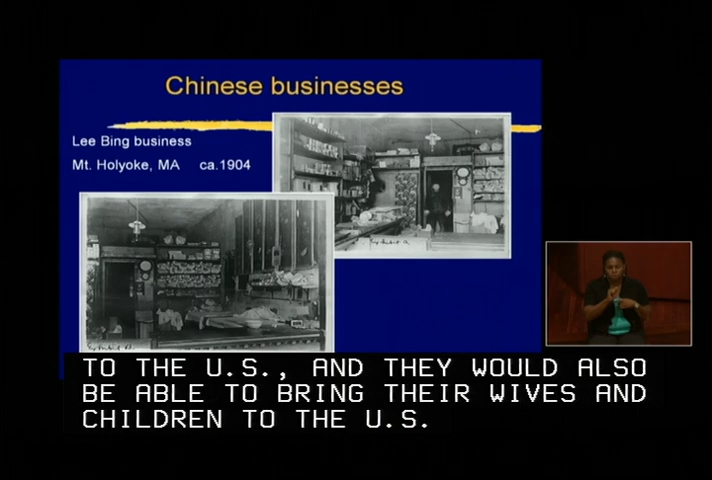 Chinese businesses
Lee Bing business
Mt. Holyoke, MA ca.1904
TO THE U.S., AND THEY WOULD ALSO
BE ABLE TO BRING THEIR WIVES AND
CHILDREN TO THE U.S.